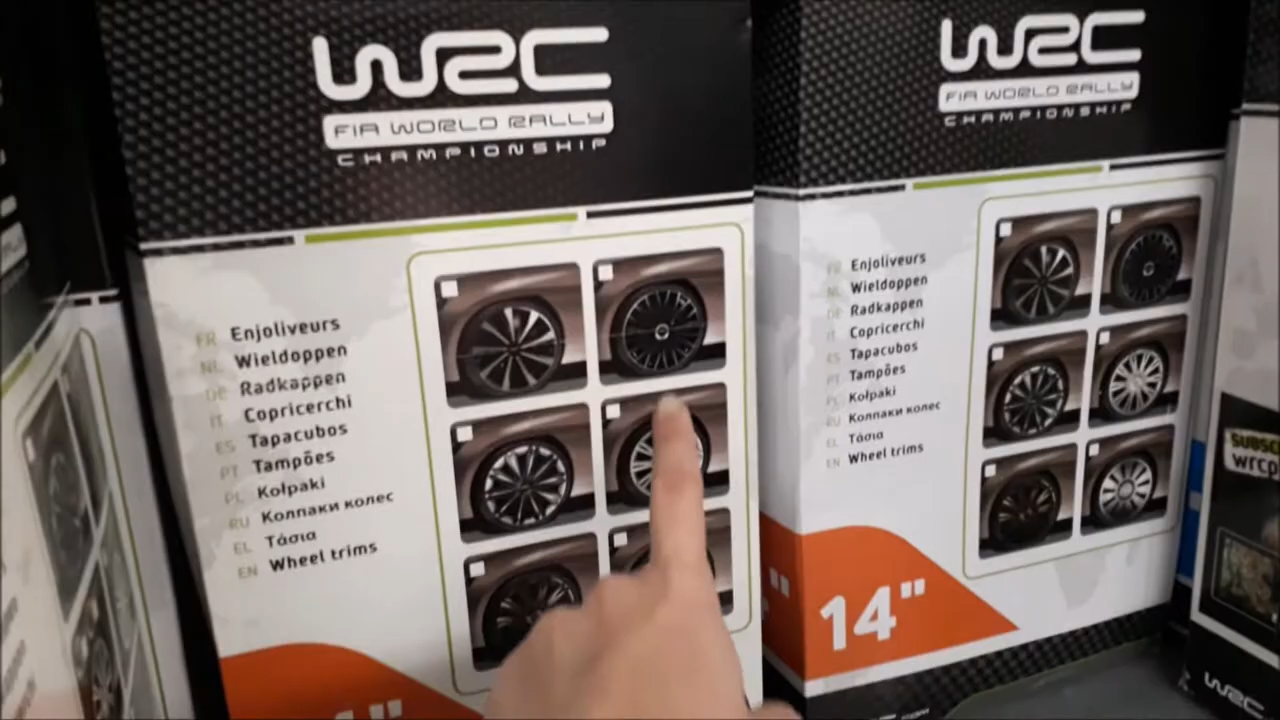 WRC
FIA WORLD RALLY
CHAMPIONSHIP
FR Enjoliveurs
NL Wieldoppen
DE Radkappen
IT Copricerchi
ES Tapacubos
PT Tampões
PL Kołpaki
RU Колпаки колес
EL Τάσια
EN Wheel trims
WRC
FIA WORLD RALLY
CHAMPIONSHIP
FR Enjoliveurs
NL Wieldoppen
DE Radkappen
IT Copricerchi
ES Tapacubos
PT Tampões
PL Kołpaki
RU Колпаки колес
EL Τάσια
EN Wheel trims
14"
WRC